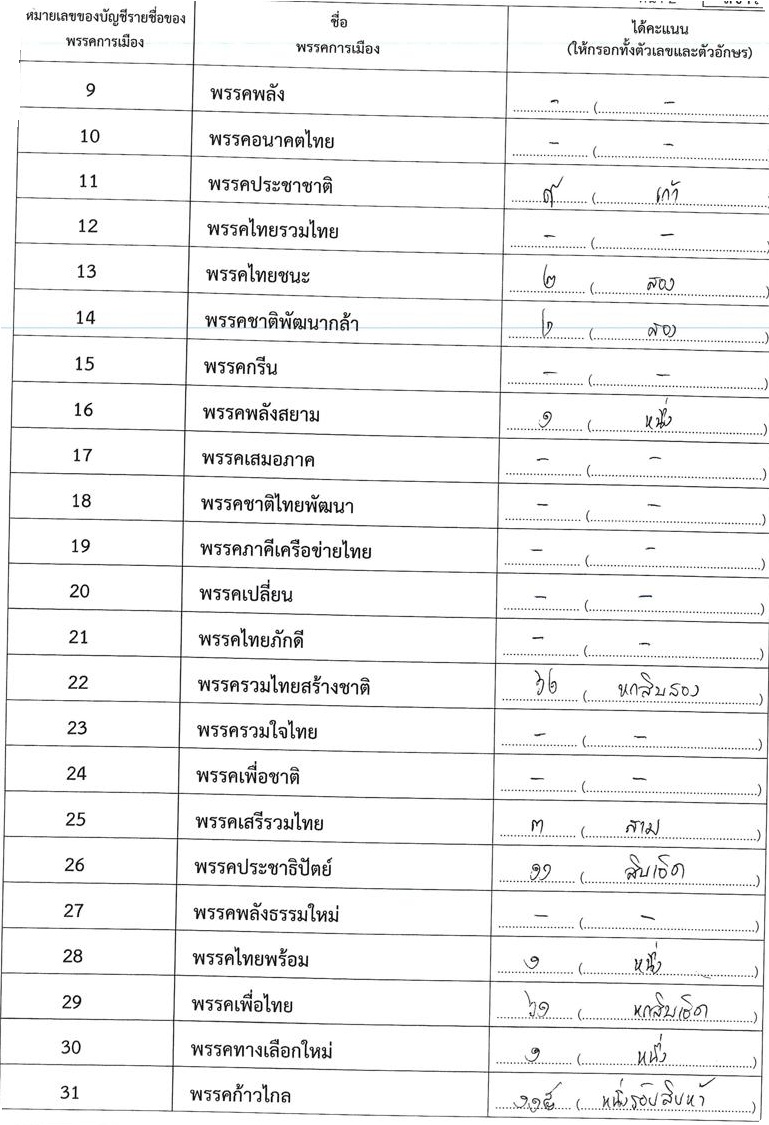 หมายเลขของบัญชีรายชื่อของ
พรรคการเมือง
ชื่อ
พรรคการเมือง
ได้คะแนน
(ให้กรอกทั้งตัวเลขและตัวอักษร)
9 พรรคพลัง - ( -
10 พรรคอนาคตไทย - ( -
11 พรรคประชาชาติ ๙ ( เก้า
12 พรรคไทยรวมไทย - ( - )
13 พรรคไทยชนะ ๒ ( สอง )
14 พรรคชาติพัฒนากล้า ๒ ( สอง )
15 พรรคกรีน - ( - )
16 พรรคพลังสยาม ๑ ( หนึ่ง )
17 พรรคเสมอภาค - ( - )
18 พรรคชาติไทยพัฒนา - ( - )
19 พรรคภาคีเครือข่ายไทย - ( - )
20 พรรคเปลี่ยน - ( - )
21 พรรคไทยภักดี - ( - )
22 พรรครวมไทยสร้างชาติ ๖๒ ( หกสิบสอง )
23 พรรครวมใจไทย - ( - )
24 พรรคเพื่อชาติ - ( - )
25 พรรคเสรีรวมไทย ๓ ( สาม )
26 พรรคประชาธิปัตย์ ๑๑ ( สิบเอ็ด )
27 พรรคพลังธรรมใหม่ - ( - )
28 พรรคไทยพร้อม ๑ ( หนึ่ง )
29 พรรคเพื่อไทย ๖๑ ( หกสิบเอ็ด )
30 พรรคทางเลือกใหม่ ๑ ( หนึ่ง )
31 พรรคก้าวไกล ๑๑๕ ( หนึ่งร้อยสิบห้า )